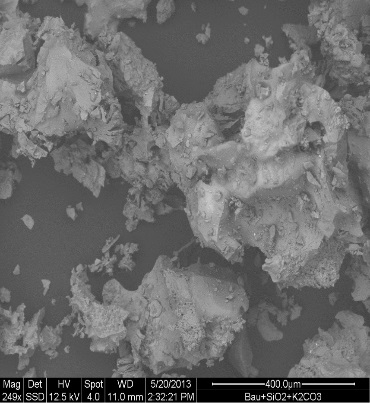 Mag Det HV Spot WD 5/20/2013 400.0µm
249x SSD 12.5 kV 4.0 11.0 mm 2:32:21 PM Bau+SiO2+K2CO3